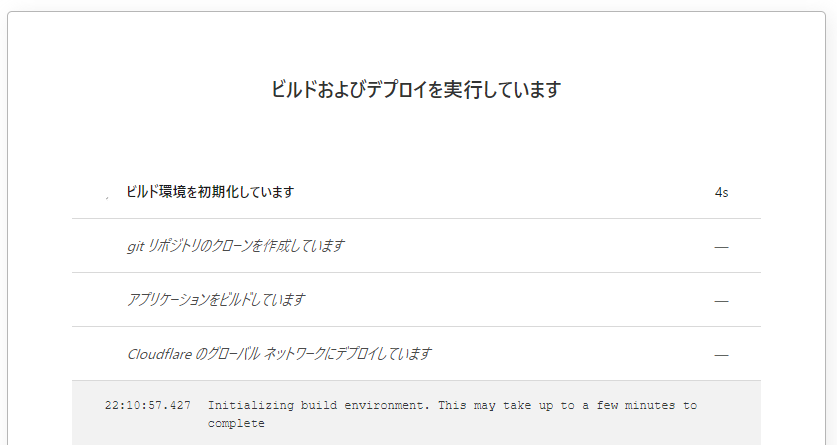 ビルドおよびデプロイを実行しています
ビルド環境を初期化しています 4s
git リポジトリのクローンを作成しています —
アプリケーションをビルドしています —
Cloudflare のグローバル ネットワークにデプロイしています —
22:10:57.427 Initializing build environment. This may take up to a few minutes to
complete